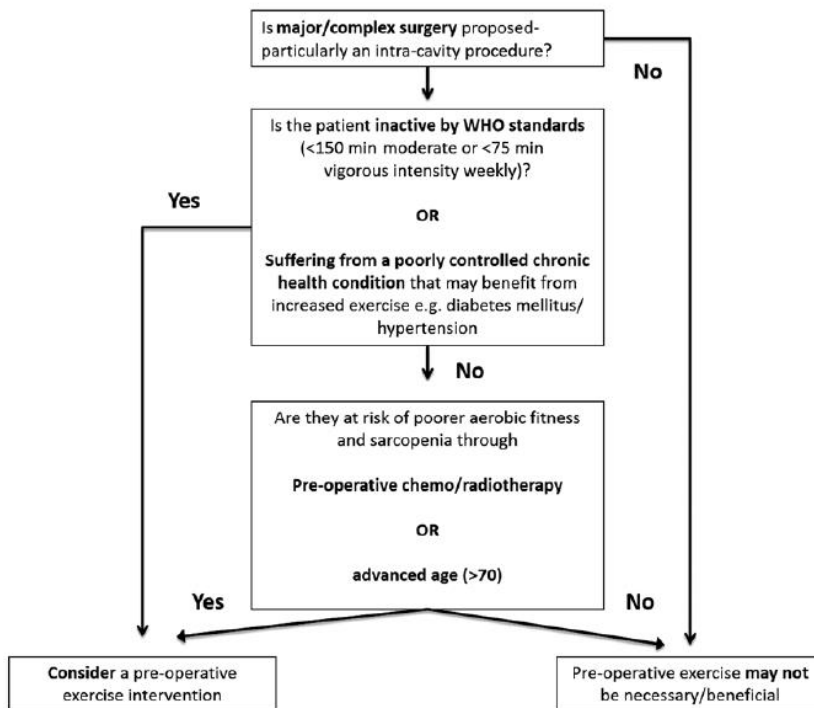 Is major/complex surgery proposed-
particularly an intra-cavity procedure?
No
Is the patient inactive by WHO standards
(<150 min moderate or <75 min
vigorous intensity weekly)?
Yes
OR
Suffering from a poorly controlled chronic
health condition that may benefit from
increased exercise e.g. diabetes mellitus/
hypertension
No
Are they at risk of poorer aerobic fitness
and sarcopenia through
Pre-operative chemo/radiotherapy
OR
advanced age (>70)
Yes
No
Consider a pre-operative
exercise intervention
Pre-operative exercise may not
be necessary/beneficial